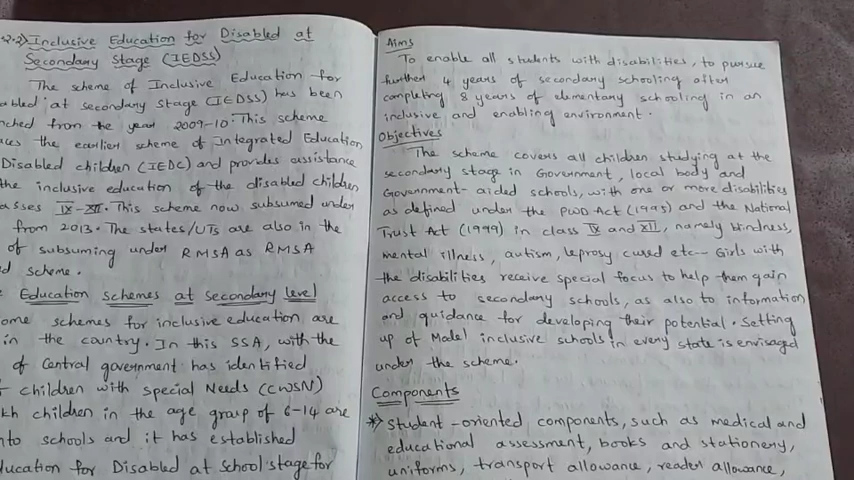 2.2) Inclusive Education for Disabled at
Secondary Stage (IEDSS)
The scheme of Inclusive Education for
abled at secondary stage (IEDSS) has been
nched from the year 2009-10. This scheme
aces the earlier scheme of Integrated Education
Disabled children (IEDC) and provides assistance
the inclusive education of the disabled children
asses IX-XII. This scheme now subsumed under
from 2013. The states/UTs are also in the
of subsuming under RMSA as RMSA
d scheme.
Education schemes at secondary level
ome schemes for inclusive education are
in the country. In this SSA, with the
of Central government has identified
children with special Needs (CWSN)
kh children in the age group of 6-14 are
nto schools and it has established
ducation for Disabled at School stage for
Aims
To enable all students with disabilities, to pursue
further 4 years of secondary schooling after
completing 8 years of elementary schooling in an
inclusive and enabling environment.
Objectives
The scheme covers all children studying at the
secondary stage in Government, local body and
Government-aided schools, with one or more disabilities
as defined under the PWD Act (1995) and the National
Trust Act (1999) in class IX and XII, namely blindness,
mental illness, autism, leprosy cured etc-- Girls with
the disabilities receive special focus to help them gain
access to secondary schools, as also to information
and guidance for developing their potential. Setting
up of Model inclusive schools in every state is envisaged
under the scheme.
Components
* Student-oriented components, such as medical and
educational assessment, books and stationery,
uniforms, transport allowance, reader allowance,